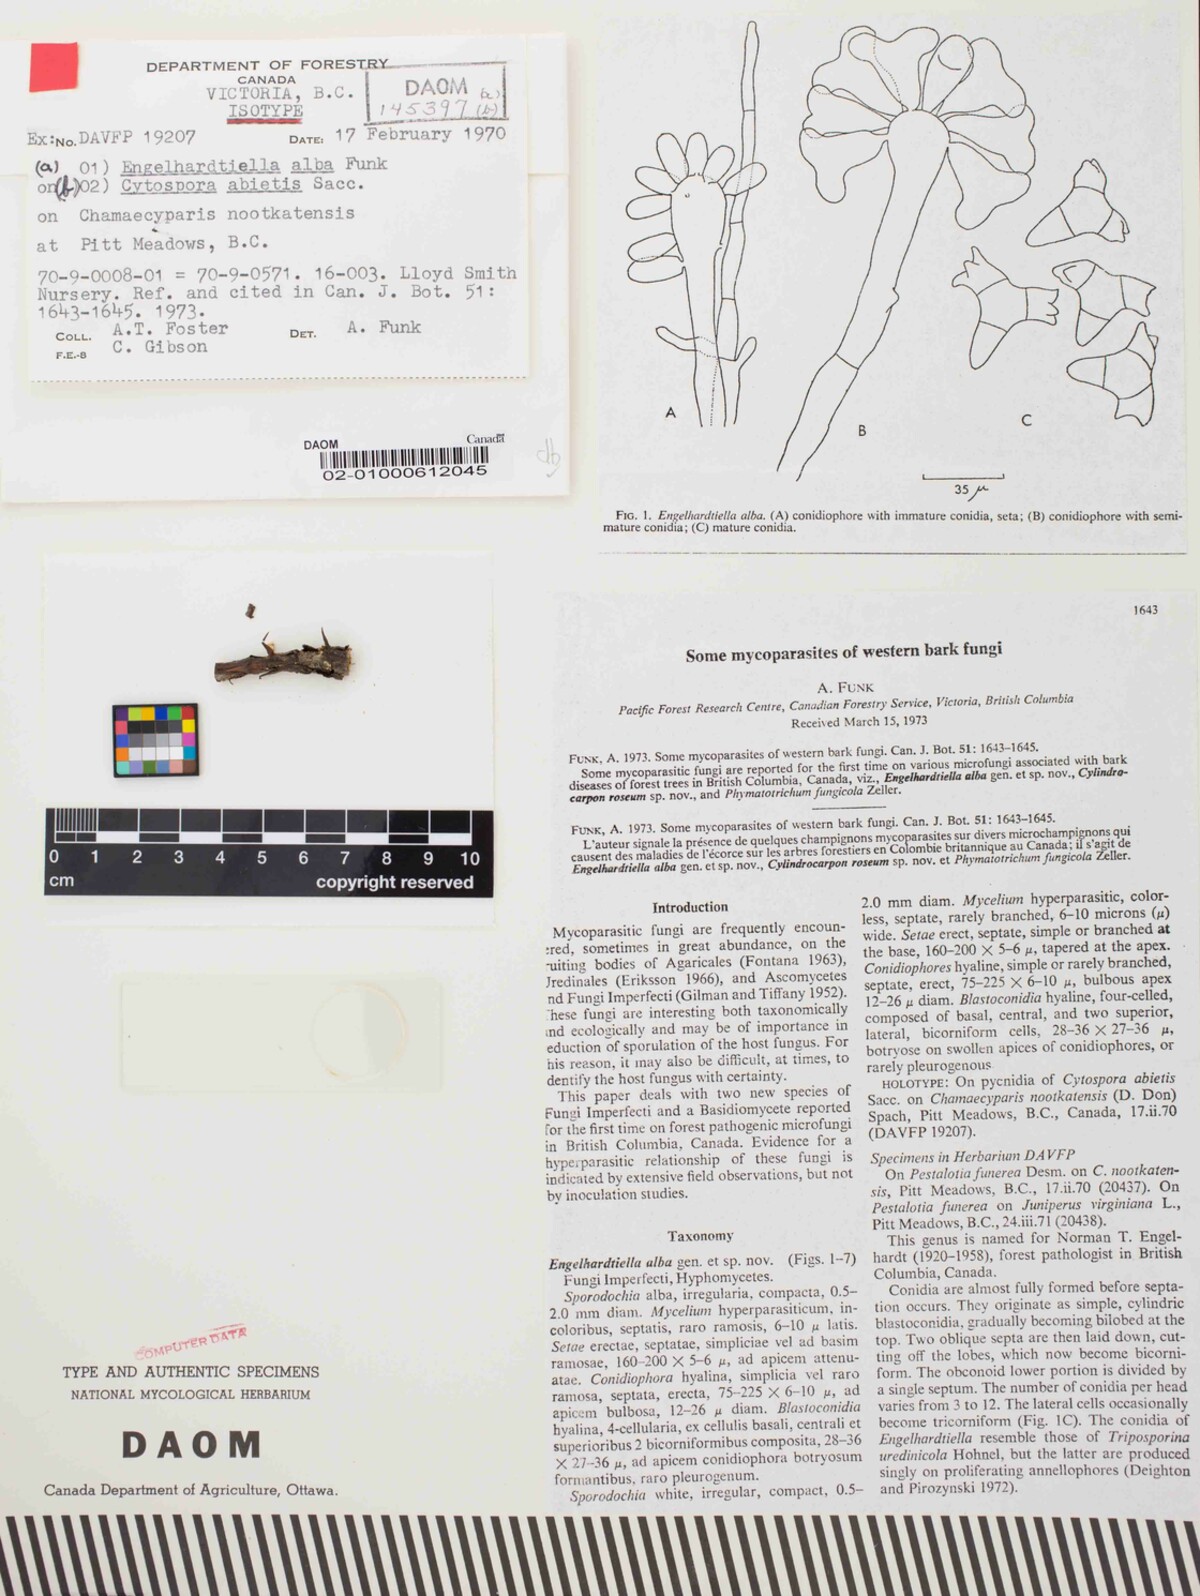 DEPARTMENT OF FORESTRY
CANADA
VICTORIA, B.C.
ISOTYPE
DAOM (a)
145397 (b)
EX: No. DAVFP 19207 DATE: 17 February 1970
(a) 01) Engelhardtiella alba Funk
on (b) 02) Cytospora abietis Sacc.
on Chamaecyparis nootkatensis
at Pitt Meadows, B.C.
70-9-0008-01 = 70-9-0571. 16-003. Lloyd Smith
Nursery. Ref. and cited in Can. J. Bot. 51:
1643-1645. 1973.
COLL. A.T. Foster DET. A. Funk
F.E.-8 C. Gibson
DAOM Canada
02-01000612045
A
B
C
35 µ
FIG. 1. Engelhardtiella alba. (A) conidiophore with immature conidia, seta; (B) conidiophore with semi-
mature conidia; (C) mature conidia.
0 1 2 3 4 5 6 7 8 9 10
cm copyright reserved
COMPUTER DATA
TYPE AND AUTHENTIC SPECIMENS
NATIONAL MYCOLOGICAL HERBARIUM
DAOM
Canada Department of Agriculture, Ottawa.
1643
Some mycoparasites of western bark fungi
A. FUNK
Pacific Forest Research Centre, Canadian Forestry Service, Victoria, British Columbia
Received March 15, 1973
FUNK, A. 1973. Some mycoparasites of western bark fungi. Can. J. Bot. 51: 1643-1645.
Some mycoparasitic fungi are reported for the first time on various microfungi associated with bark
diseases of forest trees in British Columbia, Canada, viz., Engelhardtiella alba gen. et sp. nov., Cylindro-
carpon roseum sp. nov., and Phymatotrichum fungicola Zeller.
FUNK, A. 1973. Some mycoparasites of western bark fungi. Can. J. Bot. 51: 1643-1645.
L'auteur signale la présence de quelques champignons mycoparasites sur divers microchampignons qui
causent des maladies de l'écorce sur les arbres forestiers en Colombie britannique au Canada; il s'agit de
Engelhardtiella alba gen. et sp. nov., Cylindrocarpon roseum sp. nov. et Phymatotrichum fungicola Zeller.
Introduction
Mycoparasitic fungi are frequently encoun-
ered, sometimes in great abundance, on the
ruiting bodies of Agaricales (Fontana 1963),
Uredinales (Eriksson 1966), and Ascomycetes
nd Fungi Imperfecti (Gilman and Tiffany 1952).
hese fungi are interesting both taxonomically
nd ecologically and may be of importance in
eduction of sporulation of the host fungus. For
his reason, it may also be difficult, at times, to
dentify the host fungus with certainty.
This paper deals with two new species of
Fungi Imperfecti and a Basidiomycete reported
for the first time on forest pathogenic microfungi
in British Columbia, Canada. Evidence for a
hyperparasitic relationship of these fungi is
indicated by extensive field observations, but not
by inoculation studies.
Taxonomy
Engelhardtiella alba gen. et sp. nov. (Figs. 1-7)
Fungi Imperfecti, Hyphomycetes.
Sporodochia alba, irregularia, compacta, 0.5-
2.0 mm diam. Mycelium hyperparasiticum, in-
coloribus, septatis, raro ramosis, 6-10 µ latis.
Setae erectae, septatae, simpliciae vel ad basim
ramosae, 160-200 × 5-6 µ, ad apicem attenu-
atae. Conidiophora hyalina, simplicia vel raro
ramosa, septata, erecta, 75-225 × 6-10 µ, ad
apicem bulbosa, 12-26 µ diam. Blastoconidia
hyalina, 4-cellularia, ex cellulis basali, centrali et
superioribus 2 bicorniformibus composita, 28-36
× 27-36 µ, ad apicem conidiophora botryosum
formantibus, raro pleurogenum.
Sporodochia white, irregular, compact, 0.5-
2.0 mm diam. Mycelium hyperparasitic, color-
less, septate, rarely branched, 6-10 microns (µ)
wide. Setae erect, septate, simple or branched at
the base, 160-200 × 5-6 µ, tapered at the apex.
Conidiophores hyaline, simple or rarely branched,
septate, erect, 75-225 × 6-10 µ, bulbous apex
12-26 µ diam. Blastoconidia hyaline, four-celled,
composed of basal, central, and two superior,
lateral, bicorniform cells, 28-36 × 27-36 µ,
botryose on swollen apices of conidiophores, or
rarely pleurogenous
HOLOTYPE: On pycnidia of Cytospora abietis
Sacc. on Chamaecyparis nootkatensis (D. Don)
Spach, Pitt Meadows, B.C., Canada, 17.ii.70
(DAVFP 19207).
Specimens in Herbarium DAVFP
On Pestalotia funerea Desm. on C. nootkaten-
sis, Pitt Meadows, B.C., 17.ii.70 (20437). On
Pestalotia funerea on Juniperus virginiana L.,
Pitt Meadows, B.C., 24.iii.71 (20438).
This genus is named for Norman T. Engel-
hardt (1920-1958), forest pathologist in British
Columbia, Canada.
Conidia are almost fully formed before septa-
tion occurs. They originate as simple, cylindric
blastoconidia, gradually becoming bilobed at the
top. Two oblique septa are then laid down, cut-
ting off the lobes, which now become bicorni-
form. The obconoid lower portion is divided by
a single septum. The number of conidia per head
varies from 3 to 12. The lateral cells occasionally
become tricorniform (Fig. 1C). The conidia of
Engelhardtiella resemble those of Triposporina
uredinicola Hohnel, but the latter are produced
singly on proliferating annellophores (Deighton
and Pirozynski 1972).